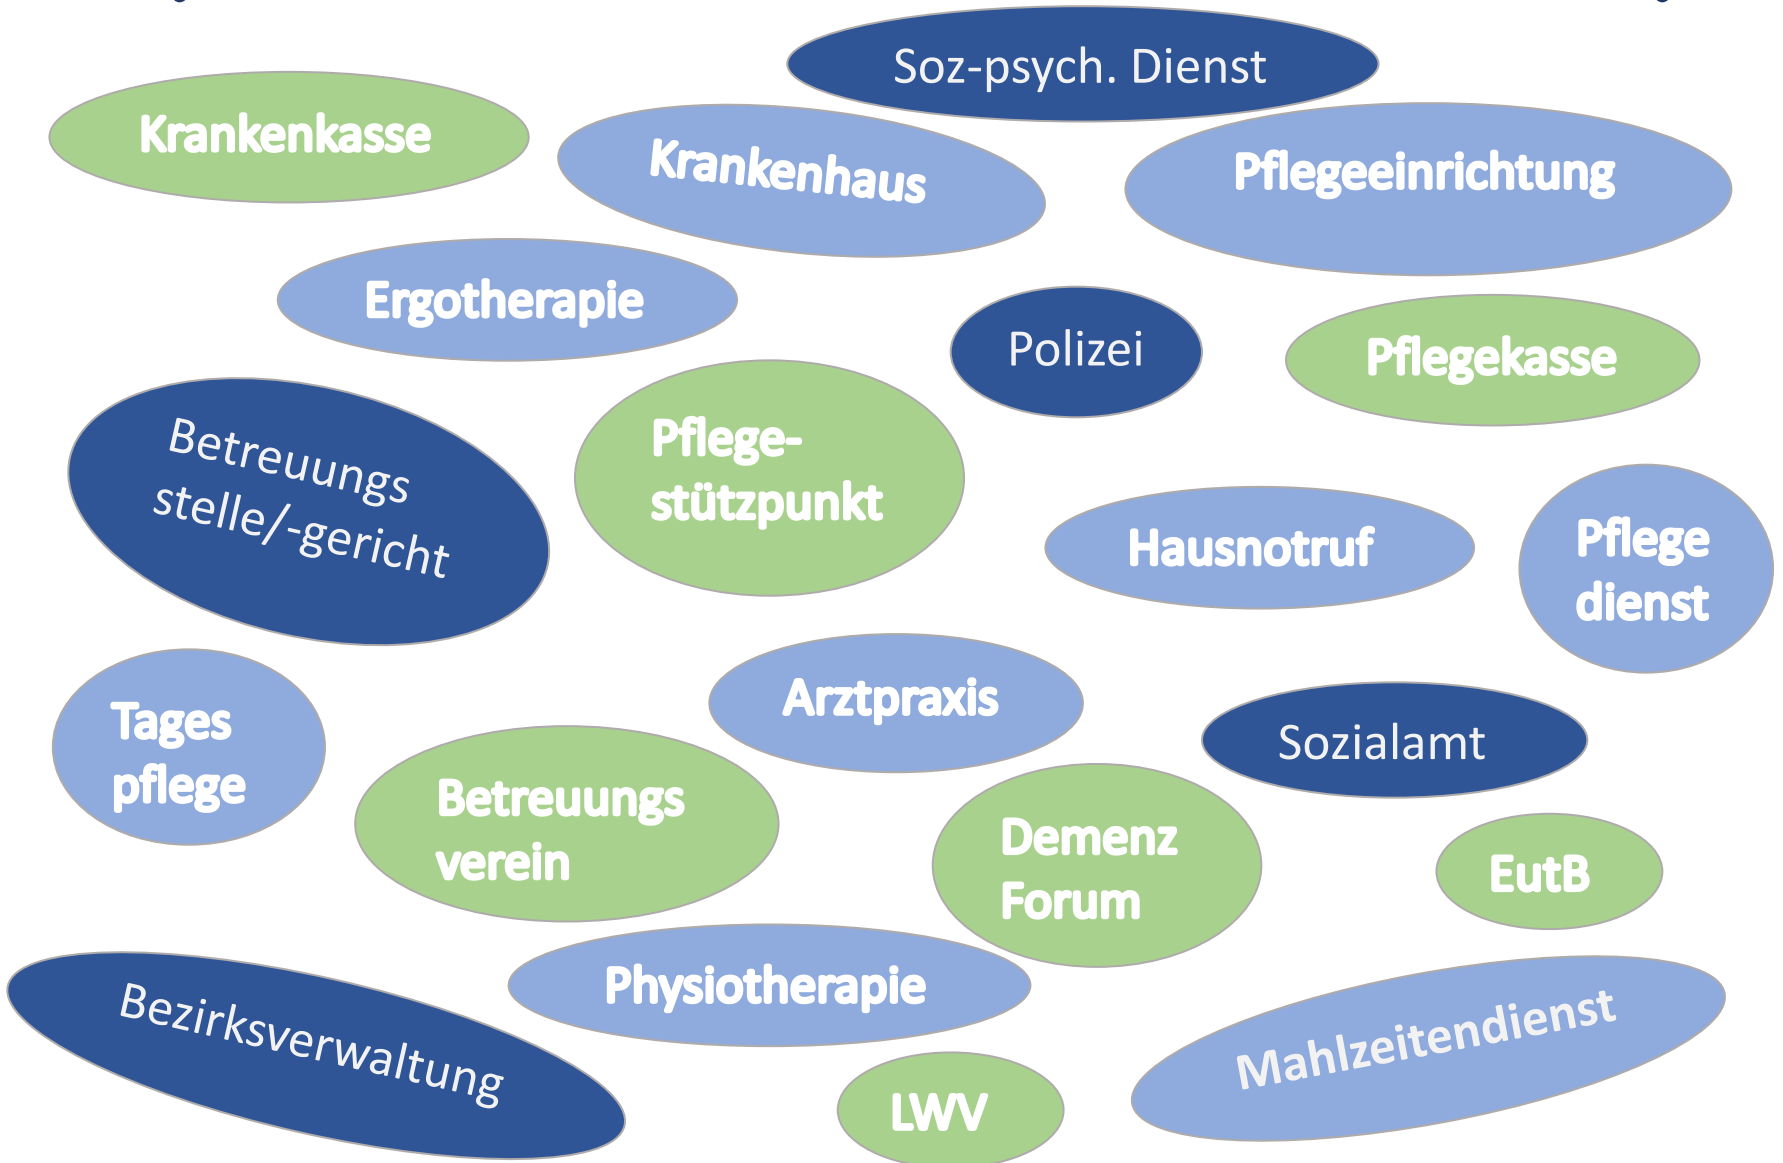 Soz-psych. Dienst
Krankenkasse
Krankenhaus
Pflegeeinrichtung
Ergotherapie
Polizei
Pflegekasse
Betreuungs
stelle/-gericht
Pflege-
stützpunkt
Hausnotruf
Pflege
dienst
Arztpraxis
Tages
pflege
Sozialamt
Betreuungs
verein
Demenz
Forum
EutB
Physiotherapie
Bezirksverwaltung
Mahlzeitendienst
LWV